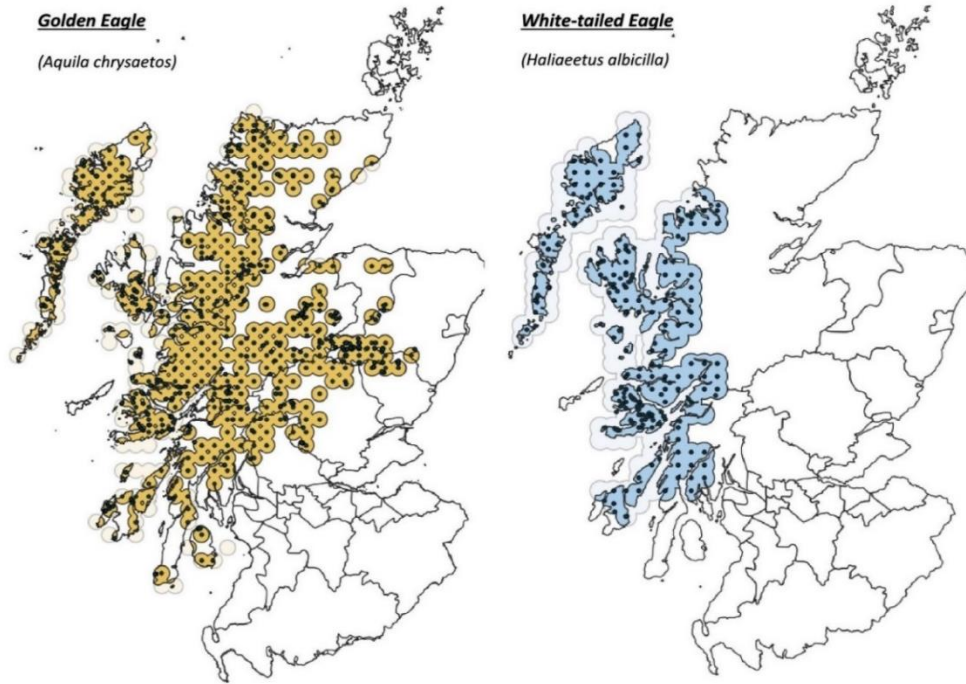 Golden Eagle
(Aquila chrysaetos)
White-tailed Eagle
(Haliaeetus albicilla)